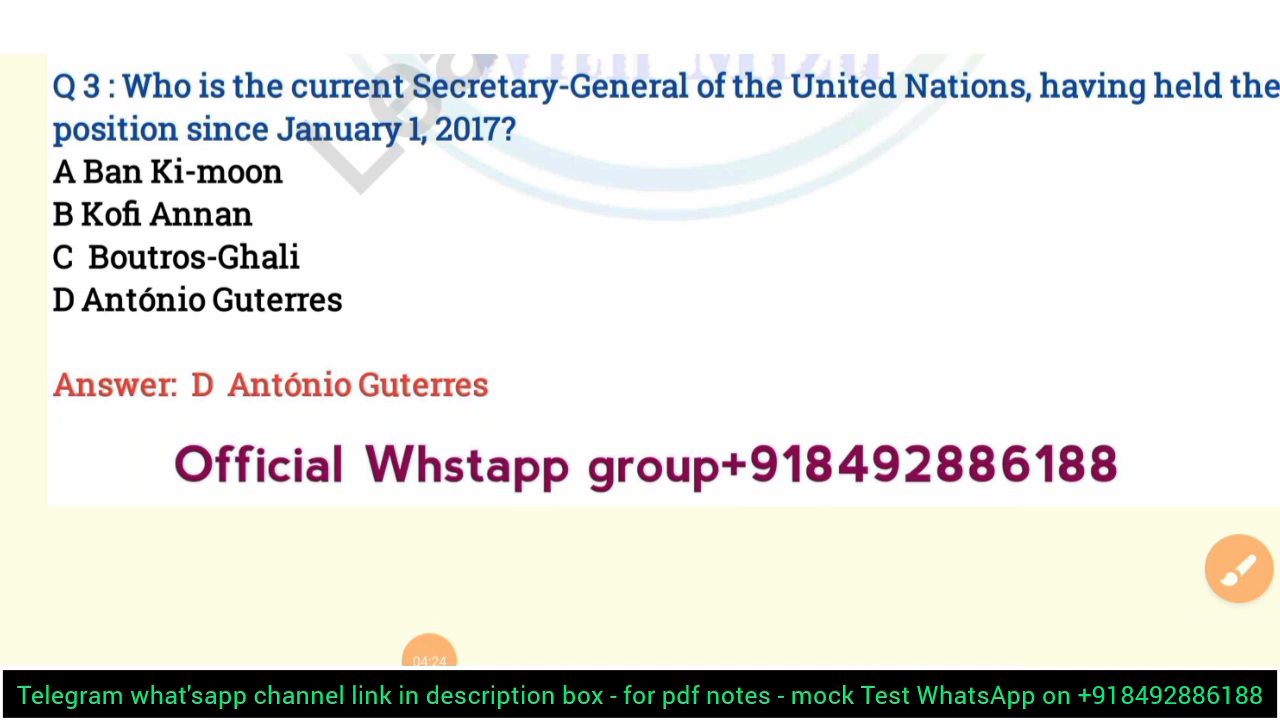 Q 3 : Who is the current Secretary-General of the United Nations, having held the
position since January 1, 2017?
A Ban Ki-moon
B Kofi Annan
C Boutros-Ghali
D António Guterres
Answer: D António Guterres
Official Whstapp group+918492886188
04:24
Telegram what'sapp channel link in description box - for pdf notes - mock Test WhatsApp on +918492886188